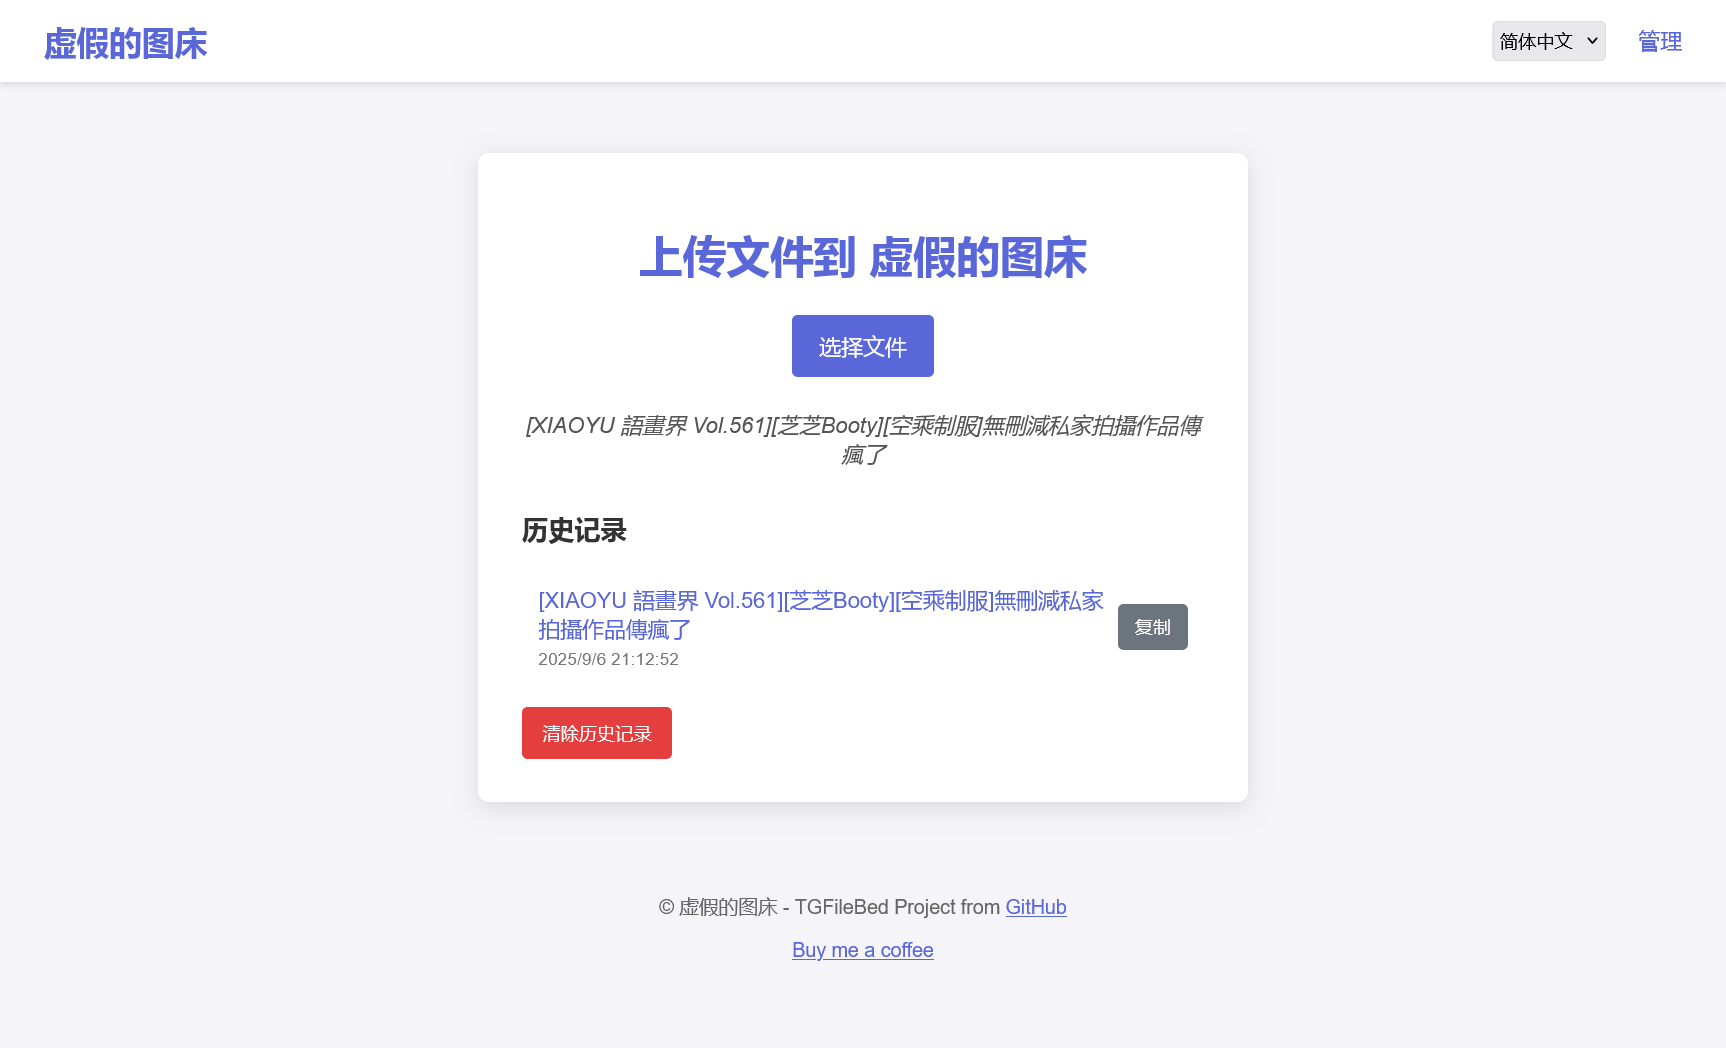 虚假的图床
简体中文
管理
上传文件到 虚假的图床
选择文件
[XIAOYU 語畫界 Vol.561][芝芝Booty][空乘制服]無刪減私家拍攝作品傳
瘋了
历史记录
[XIAOYU 語畫界 Vol.561][芝芝Booty][空乘制服]無刪減私家
拍攝作品傳瘋了
2025/9/6 21:12:52
复制
清除历史记录
© 虚假的图床 - TGFileBed Project from GitHub
Buy me a coffee